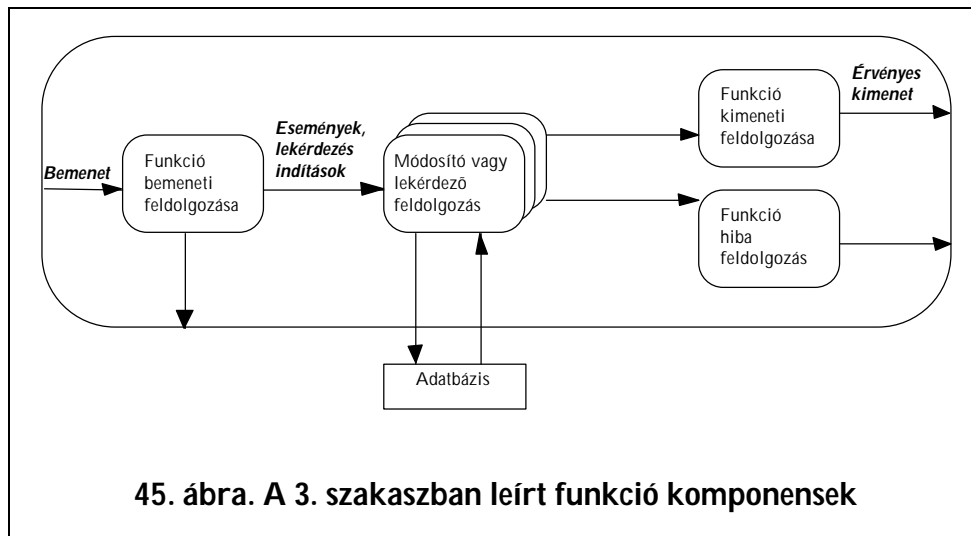 Bemenet
Funkció
bemeneti
feldolgozása
Események,
lekérdezés
indítások
Módosító vagy
lekérdező
feldolgozás
Funkció
kimeneti
feldolgozása
Érvényes
kimenet
Funkció
hiba
feldolgozás
Adatbázis
45. ábra. A 3. szakaszban leírt funkció komponensek